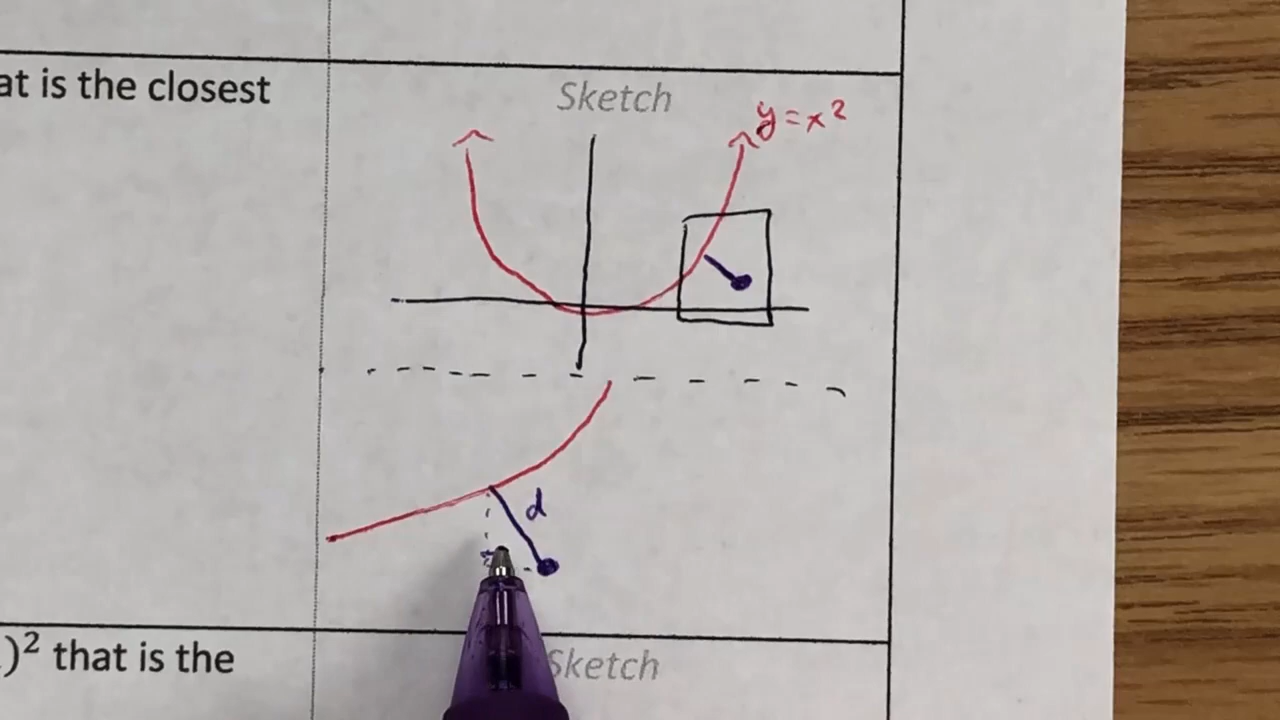 at is the closest
Sketch
y = x²
d
)² that is the
Sketch